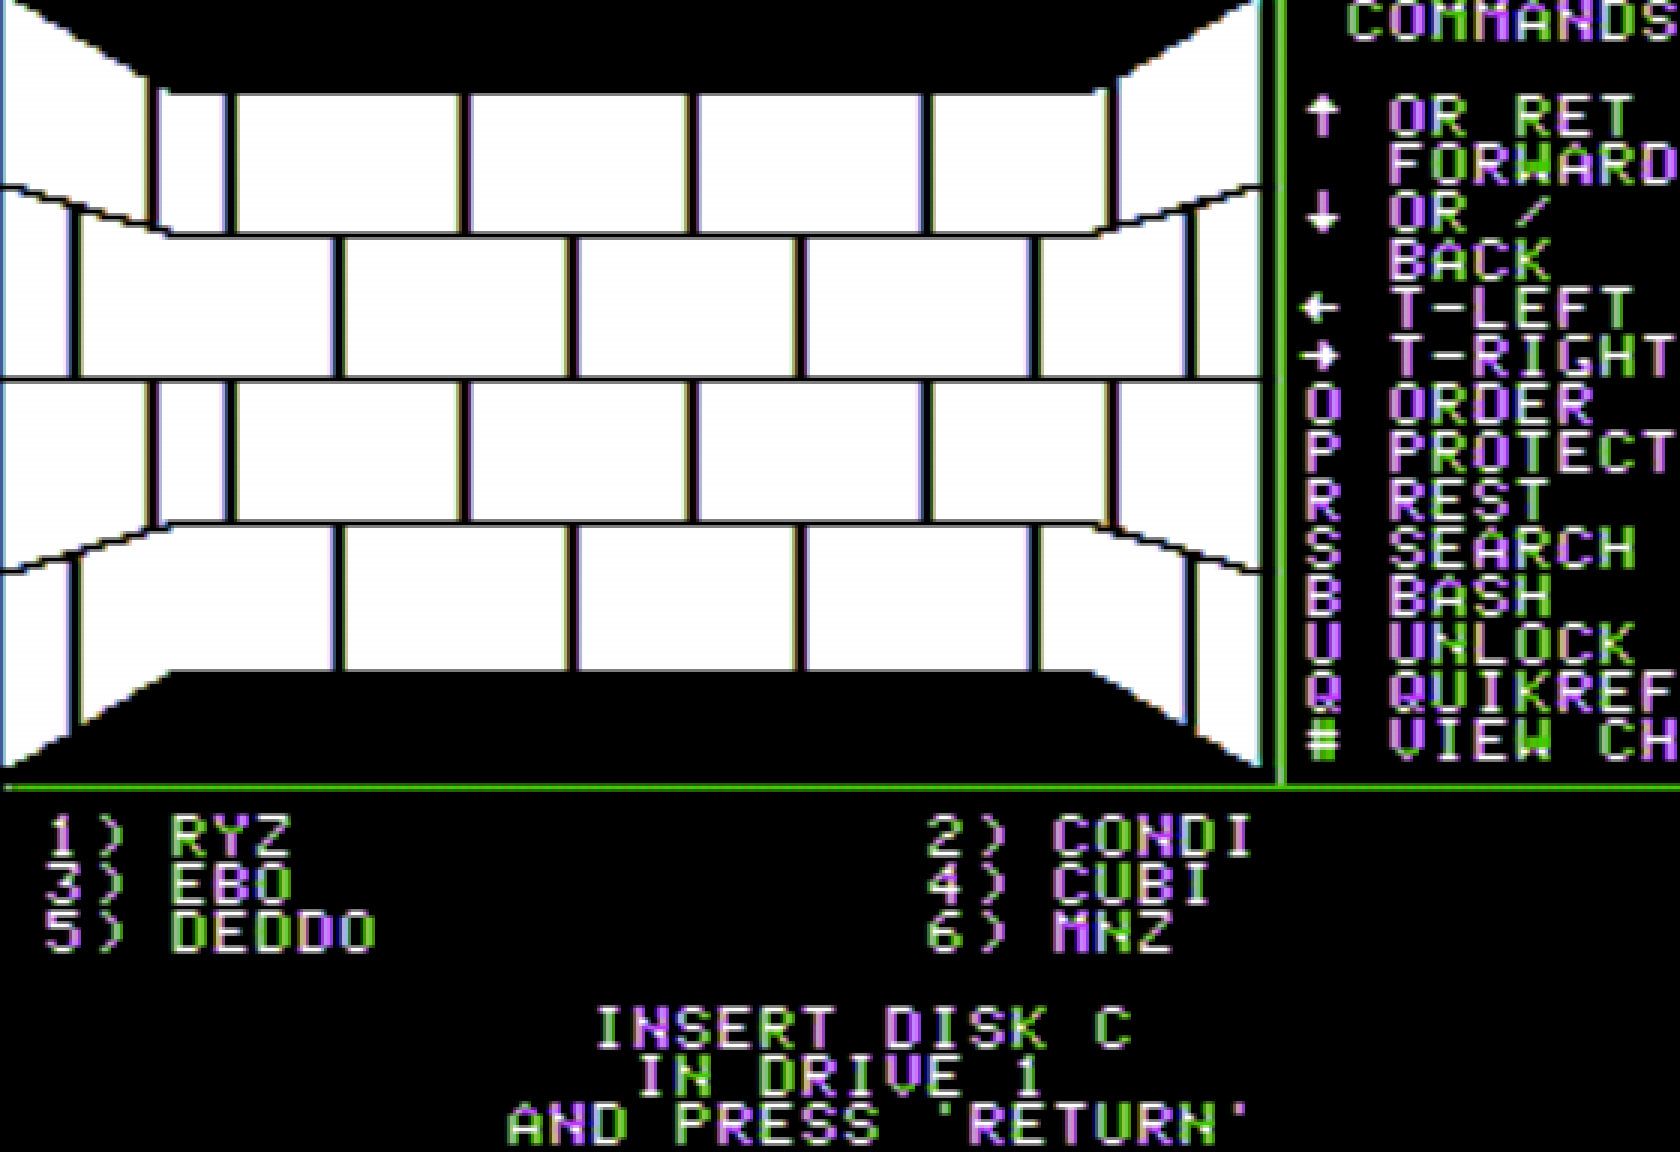 COMMANDS
↑ OR RET
FORWARD
↓ OR /
BACK
← T-LEFT
→ T-RIGHT
O ORDER
P PROTECT
R REST
S SEARCH
B BASH
U UNLOCK
Q QUIKREF
# VIEW CH
1) RYZ 2) CONDI
3) EBO 4) CUBI
5) DEDDO 6) MNZ
INSERT DISK C
IN DRIVE 1
AND PRESS 'RETURN'